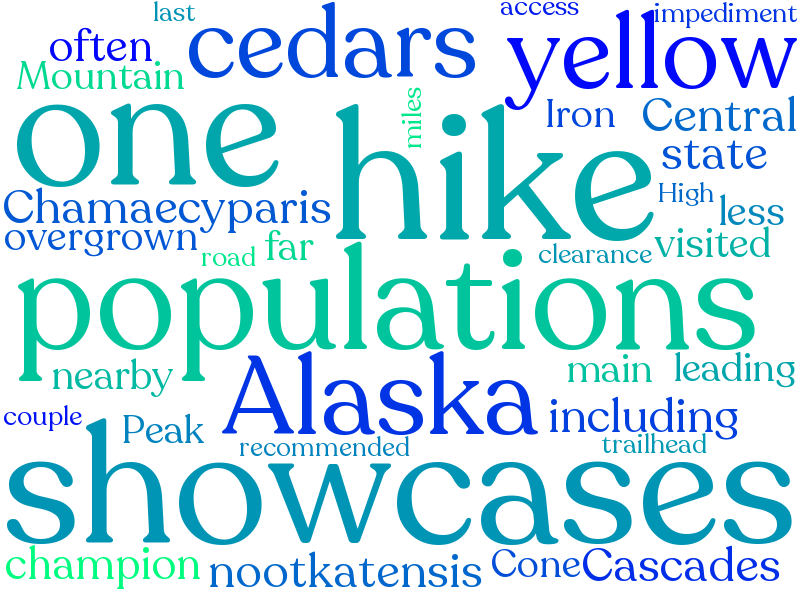 last
access
impediment
often
cedars
yellow
Mountain
one
hike
miles
Iron
Central
state
Chamaecyparis
High
less
overgrown
road
far
clearance
visited
populations
nearby
Alaska
main
leading
couple
Peak
including
recommended
trailhead
showcases
champion
nootkatensis
Cone
Cascades